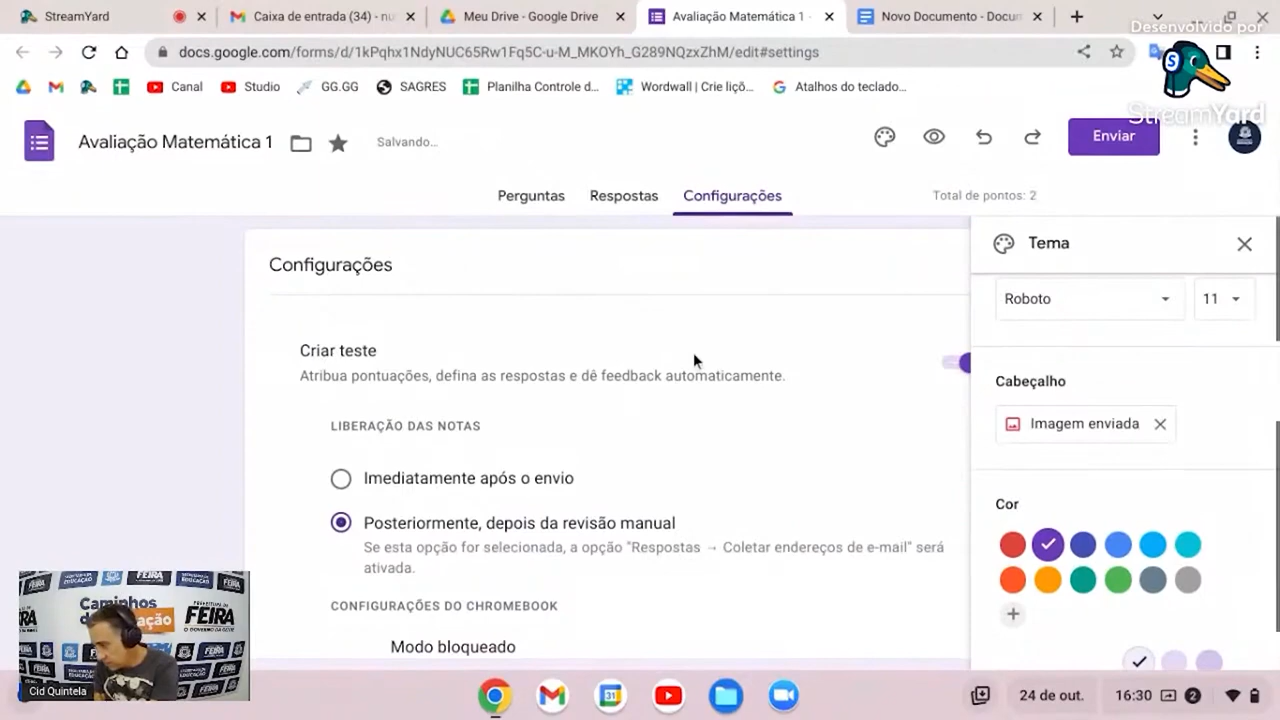 StreamYard
Caixa de entrada (34) - nu
Meu Drive - Google Drive
Avaliação Matemática 1 -
Novo Documento - Docum
Desenvolvido por
StreamYard
docs.google.com/forms/d/1kPqhx1NdyNUC65Rw1Fq5C-u-M_MKOYh_G289NQzxZhM/edit#settings
Canal
Studio
GG.GG
SAGRES
Planilha Controle d...
Wordwall | Crie liçõ...
Atalhos do teclado...
Avaliação Matemática 1
Salvando...
Enviar
Perguntas
Respostas
Configurações
Total de pontos: 2
Configurações
Criar teste
Atribua pontuações, defina as respostas e dê feedback automaticamente.
LIBERAÇÃO DAS NOTAS
Imediatamente após o envio
Posteriormente, depois da revisão manual
Se esta opção for selecionada, a opção "Respostas → Coletar endereços de e-mail" será
ativada.
CONFIGURAÇÕES DO CHROMEBOOK
Modo bloqueado
Tema
Roboto
11
Cabeçalho
Imagem enviada
Cor
Caminhos
FEIRA
Cid Quintela
31
24 de out.
16:30
2